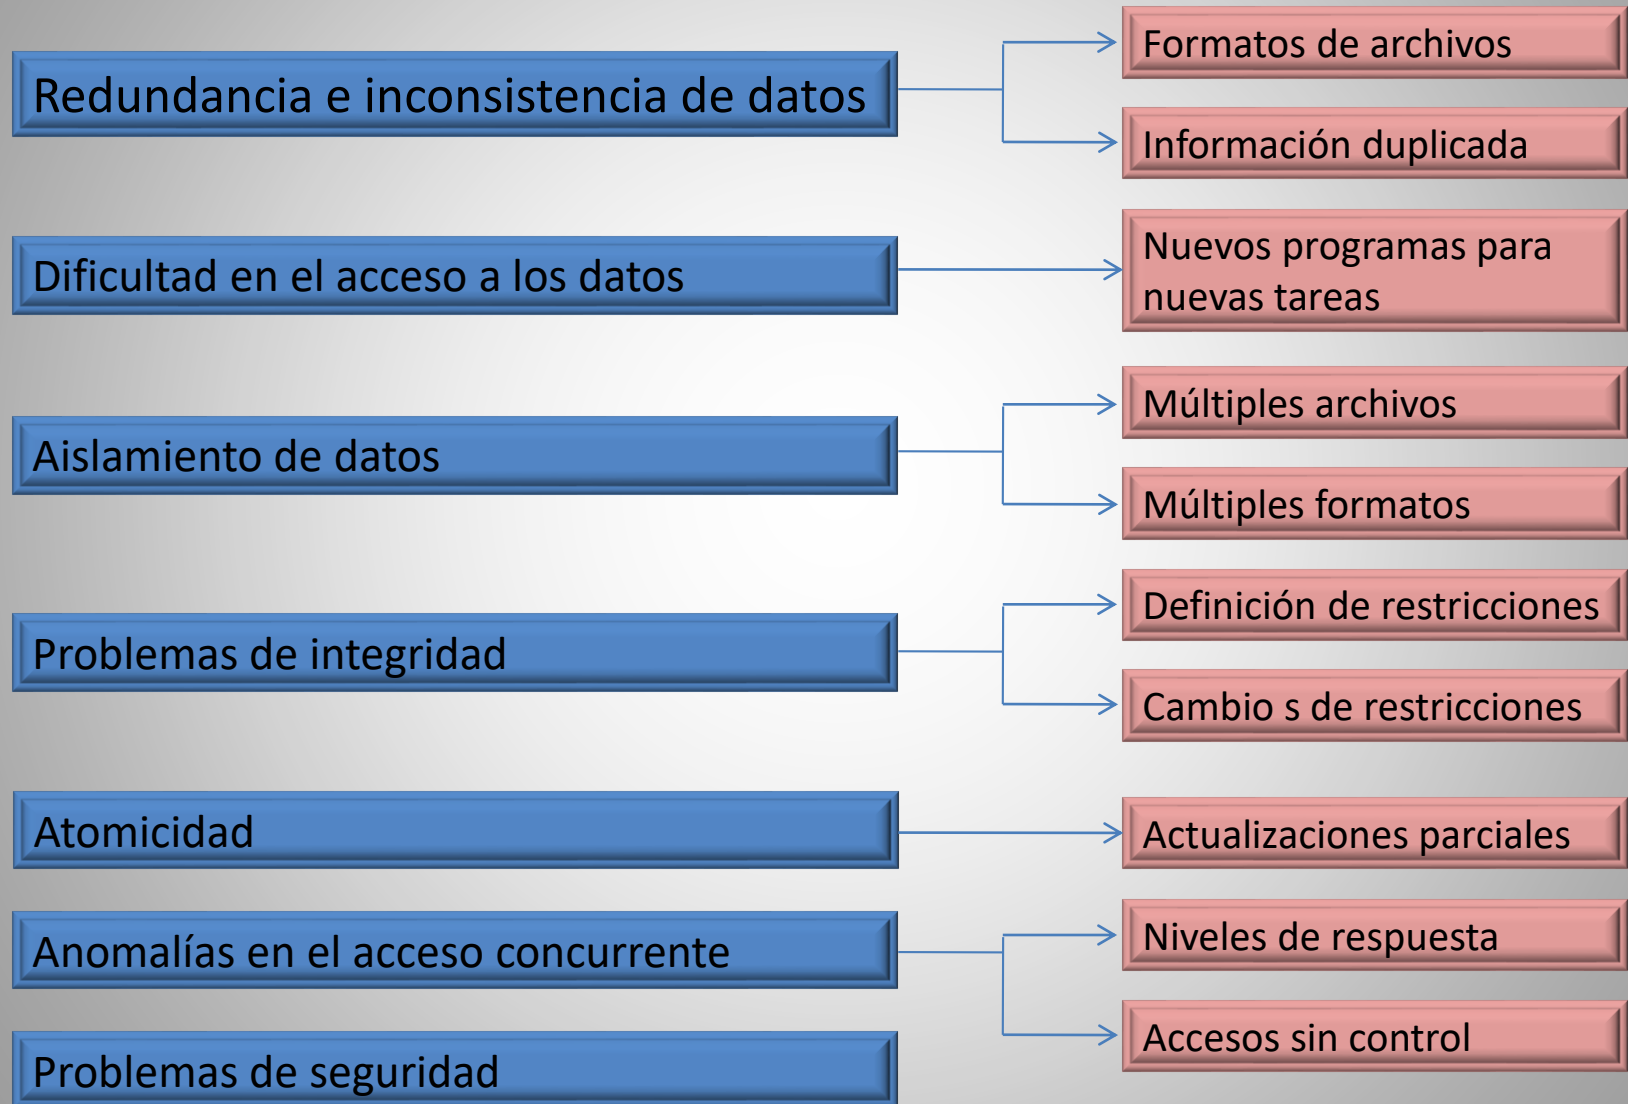 Redundancia e inconsistencia de datos
Formatos de archivos
Información duplicada
Dificultad en el acceso a los datos
Nuevos programas para
nuevas tareas
Aislamiento de datos
Múltiples archivos
Múltiples formatos
Problemas de integridad
Definición de restricciones
Cambio s de restricciones
Atomicidad
Actualizaciones parciales
Anomalías en el acceso concurrente
Niveles de respuesta
Accesos sin control
Problemas de seguridad